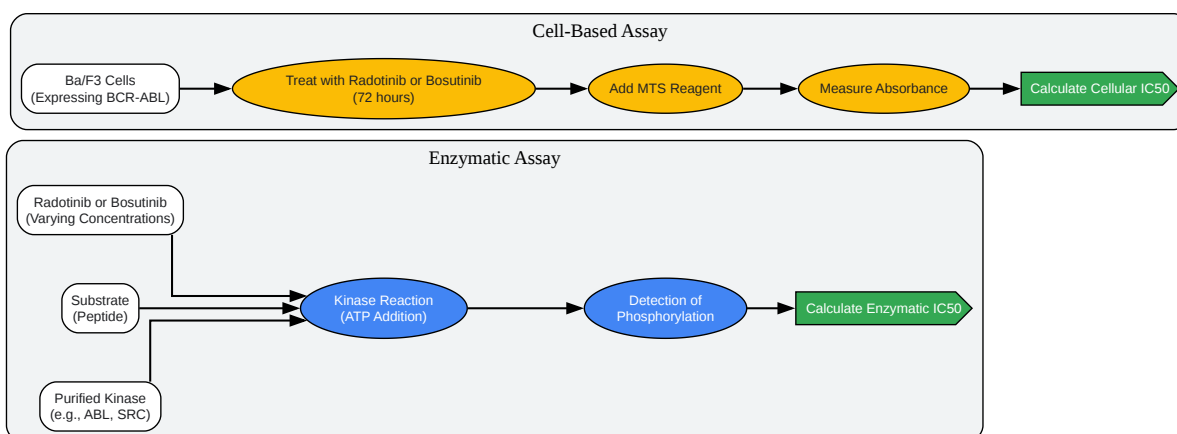 Cell-Based Assay
Ba/F3 Cells
(Expressing BCR-ABL)
Treat with Radotinib or Bosutinib
(72 hours)
Add MTS Reagent
Measure Absorbance
Calculate Cellular IC50
Enzymatic Assay
Radotinib or Bosutinib
(Varying Concentrations)
Substrate
(Peptide)
Purified Kinase
(e.g., ABL, SRC)
Kinase Reaction
(ATP Addition)
Detection of
Phosphorylation
Calculate Enzymatic IC50